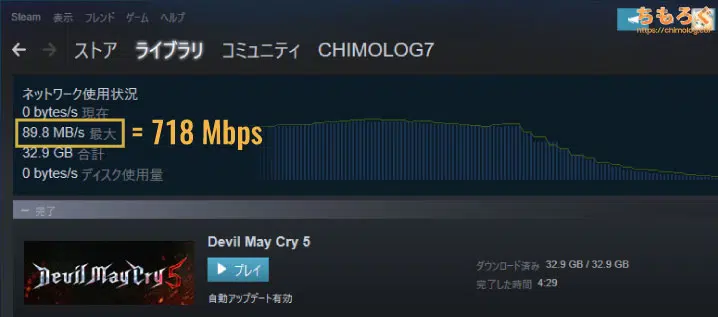 Steam 表示 フレンド ゲーム ヘルプ
ちもろぐ
https://chimolog.co/
ストア ライブラリ コミュニティ CHIMOLOG7
ネットワーク使用状況
0 bytes/s 現在
89.8 MB/s 最大 = 718 Mbps
32.9 GB 合計
0 bytes/s ディスク使用量
— 完了
Devil May Cry 5
Devil May Cry 5
プレイ
自動アップデート有効
ダウンロード済み 32.9 GB / 32.9 GB
完了した時間 4:29